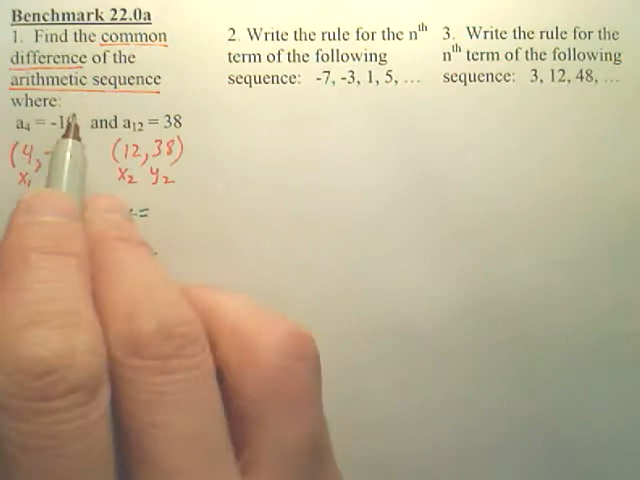 Benchmark 22.0a
1. Find the common
difference of the
arithmetic sequence
where:
a₄ = -1 and a₁₂ = 38
(4, (12, 38)
x₁ x₂ y₂
2. Write the rule for the nᵗʰ
term of the following
sequence: -7, -3, 1, 5, …
3. Write the rule for the
nᵗʰ term of the following
sequence: 3, 12, 48, …